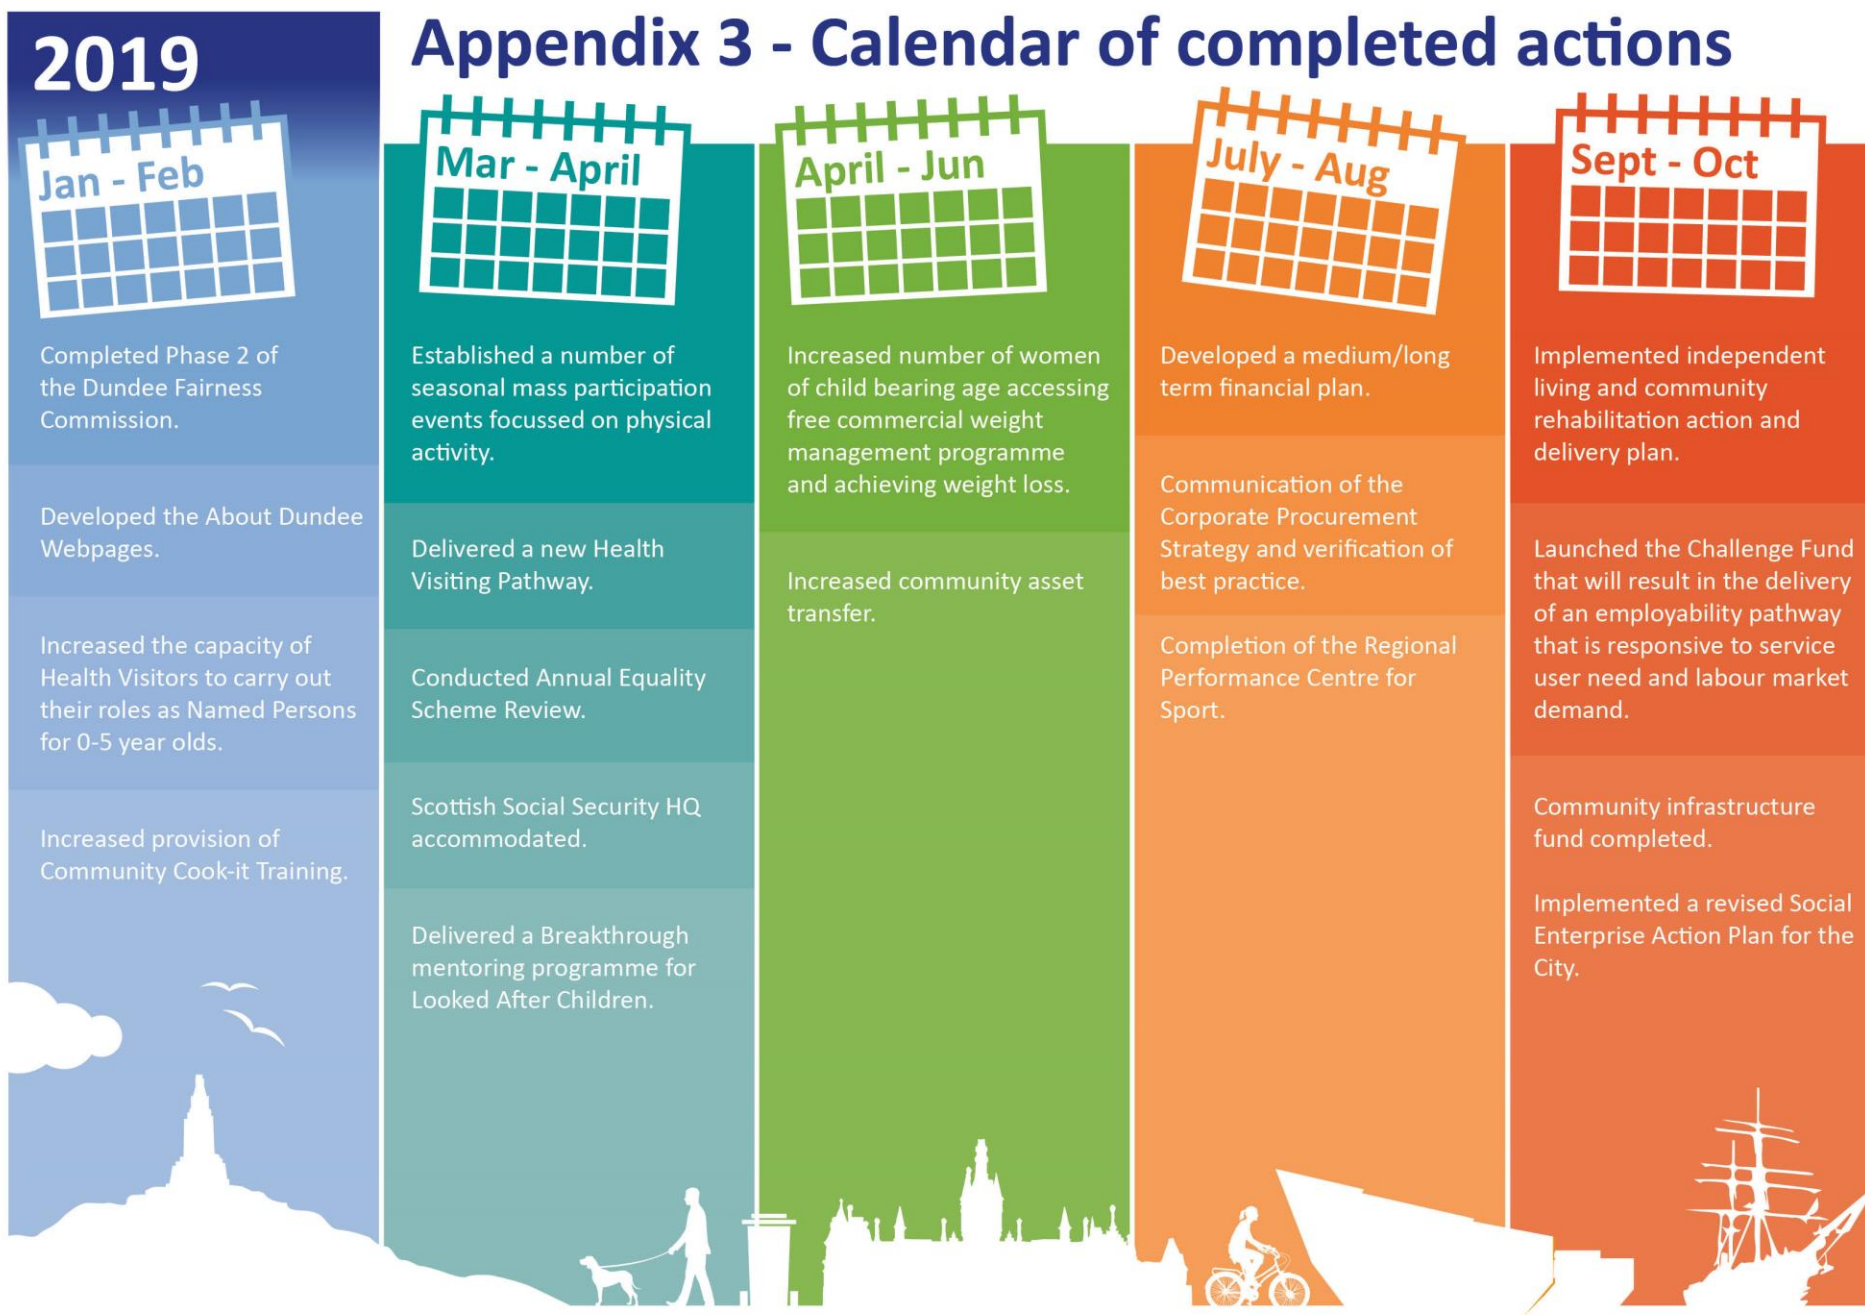 2019
Appendix 3 - Calendar of completed actions
Jan - Feb
Completed Phase 2 of
the Dundee Fairness
Commission.
Developed the About Dundee
Webpages.
Increased the capacity of
Health Visitors to carry out
their roles as Named Persons
for 0-5 year olds.
Increased provision of
Community Cook-it Training.
Mar - April
Established a number of
seasonal mass participation
events focussed on physical
activity.
Delivered a new Health
Visiting Pathway.
Conducted Annual Equality
Scheme Review.
Scottish Social Security HQ
accommodated.
Delivered a Breakthrough
mentoring programme for
Looked After Children.
April - Jun
Increased number of women
of child bearing age accessing
free commercial weight
management programme
and achieving weight loss.
Increased community asset
transfer.
July - Aug
Developed a medium/long
term financial plan.
Communication of the
Corporate Procurement
Strategy and verification of
best practice.
Completion of the Regional
Performance Centre for
Sport.
Sept - Oct
Implemented independent
living and community
rehabilitation action and
delivery plan.
Launched the Challenge Fund
that will result in the delivery
of an employability pathway
that is responsive to service
user need and labour market
demand.
Community infrastructure
fund completed.
Implemented a revised Social
Enterprise Action Plan for the
City.